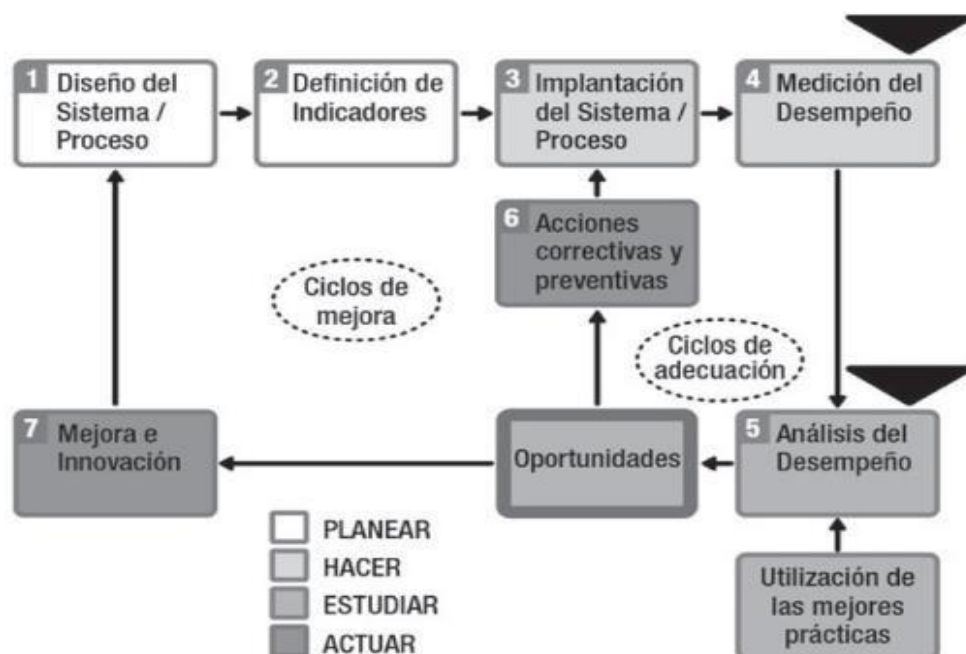 1 Diseño del
Sistema /
Proceso
2 Definición de
Indicadores
3 Implantación
del Sistema /
Proceso
4 Medición del
Desempeño
6 Acciones
correctivas y
preventivas
Ciclos de
mejora
Ciclos de
adecuación
7 Mejora e
Innovación
Oportunidades
5 Análisis del
Desempeño
PLANEAR
HACER
ESTUDIAR
ACTUAR
Utilización de
las mejores
prácticas